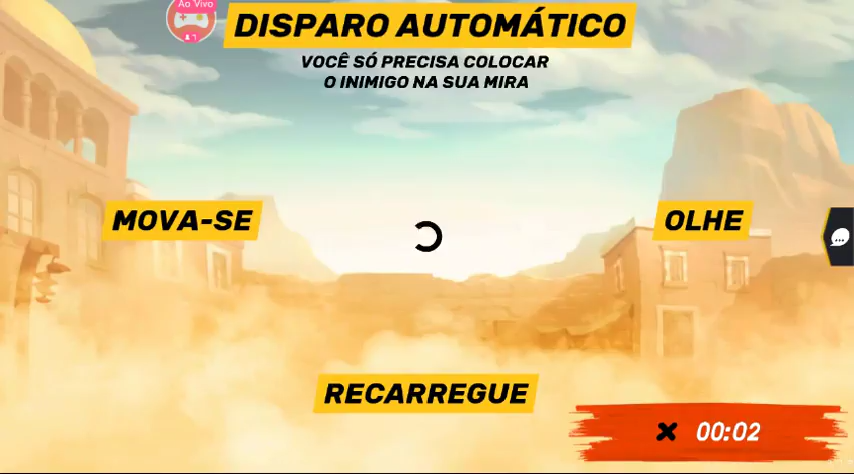 Ao Vivo
DISPARO AUTOMÁTICO
VOCÊ SÓ PRECISA COLOCAR
O INIMIGO NA SUA MIRA
MOVA-SE
OLHE
RECARREGUE
00:02